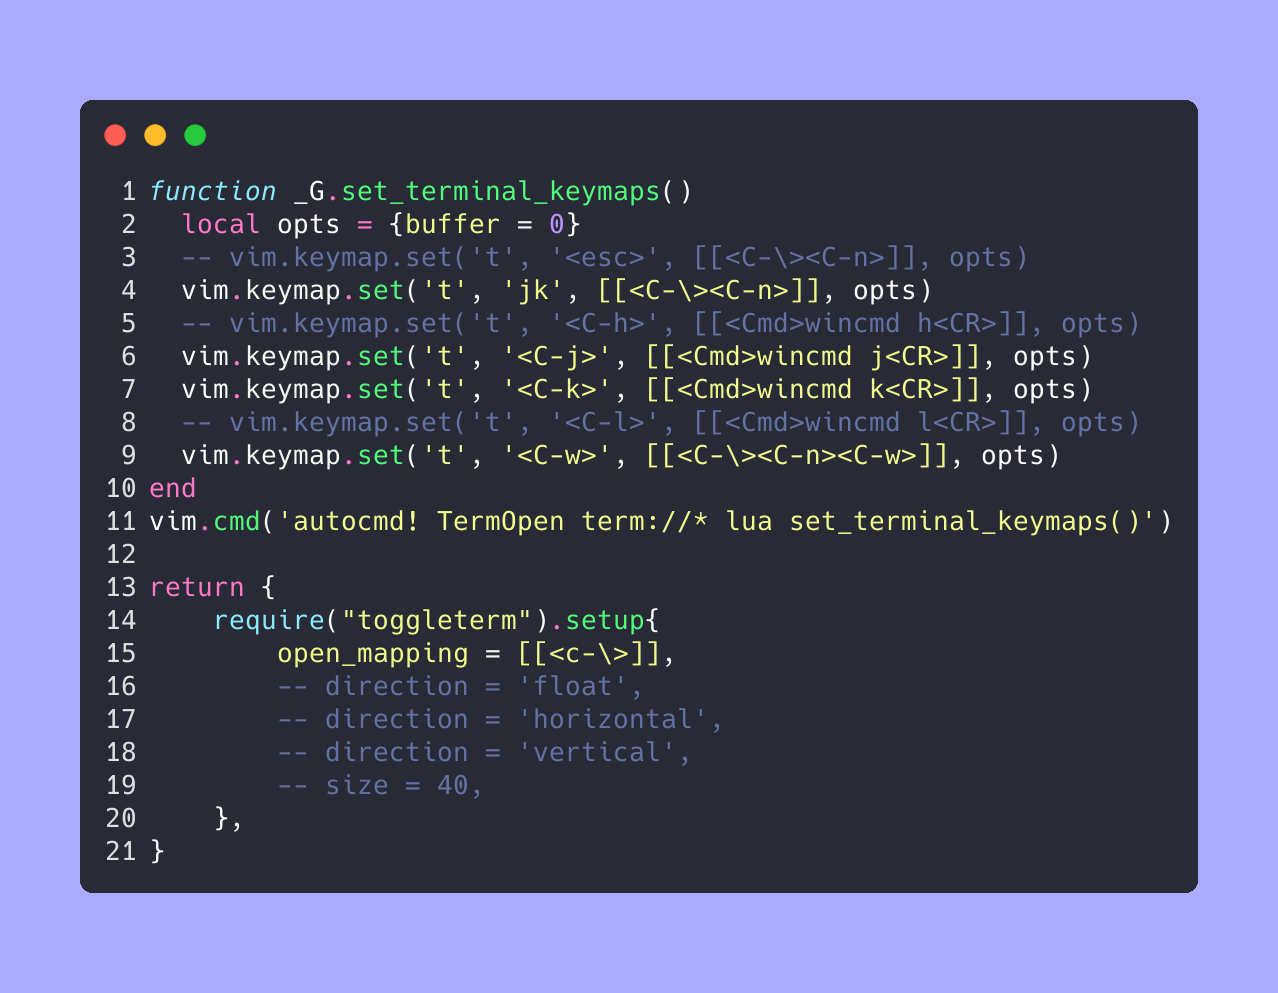 1 function _G.set_terminal_keymaps()
2   local opts = {buffer = 0}
3   -- vim.keymap.set('t', '<esc>', [[<C-\><C-n>]], opts)
4   vim.keymap.set('t', 'jk', [[<C-\><C-n>]], opts)
5   -- vim.keymap.set('t', '<C-h>', [[<Cmd>wincmd h<CR>]], opts)
6   vim.keymap.set('t', '<C-j>', [[<Cmd>wincmd j<CR>]], opts)
7   vim.keymap.set('t', '<C-k>', [[<Cmd>wincmd k<CR>]], opts)
8   -- vim.keymap.set('t', '<C-l>', [[<Cmd>wincmd l<CR>]], opts)
9   vim.keymap.set('t', '<C-w>', [[<C-\><C-n><C-w>]], opts)
10 end
11 vim.cmd('autocmd! TermOpen term://* lua set_terminal_keymaps()')
12
13 return {
14     require("toggleterm").setup{
15         open_mapping = [[<c-\>]],
16         -- direction = 'float',
17         -- direction = 'horizontal',
18         -- direction = 'vertical',
19         -- size = 40,
20     },
21 }